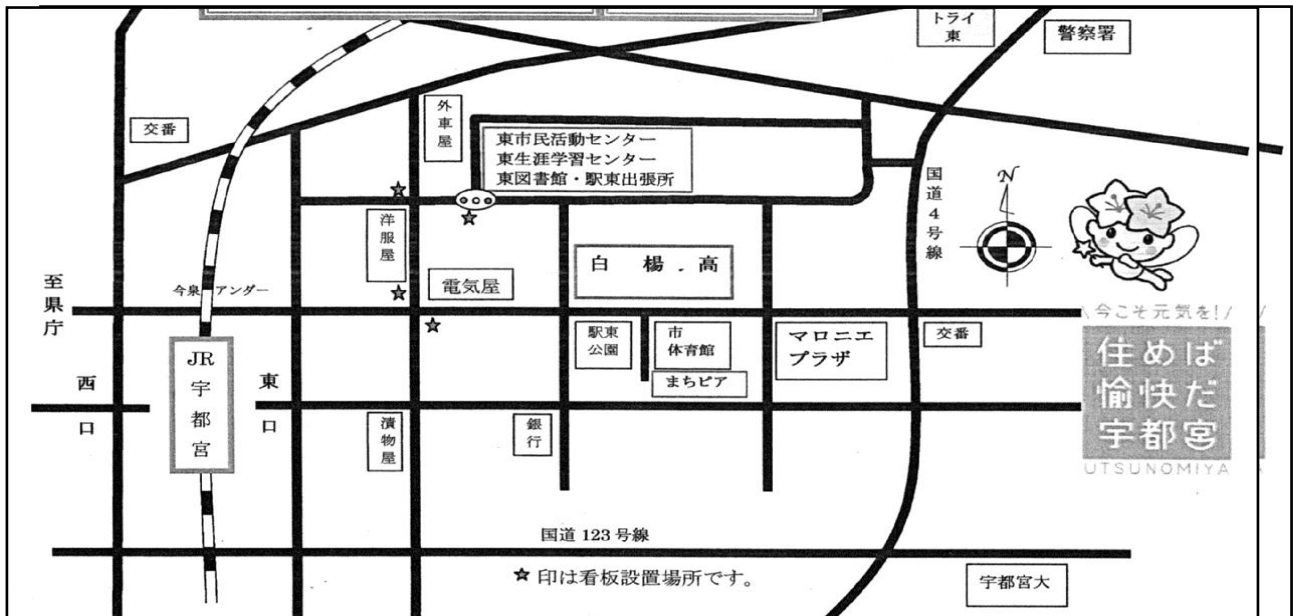 トライ
東
警察署
外車屋
交番
東市民活動センター
東生涯学習センター
東図書館・駅東出張所
国道4号線
N
洋服屋
白楊高
電気屋
至県庁
今泉アンダー
駅東
公園
市
体育館
まちピア
マロニエ
プラザ
交番
今こそ元気を!
住めば
愉快だ
宇都宮
UTSUNOMIYA
JR宇都宮
西口
東口
漬物屋
銀行
国道123号線
☆印は看板設置場所です。
宇都宮大